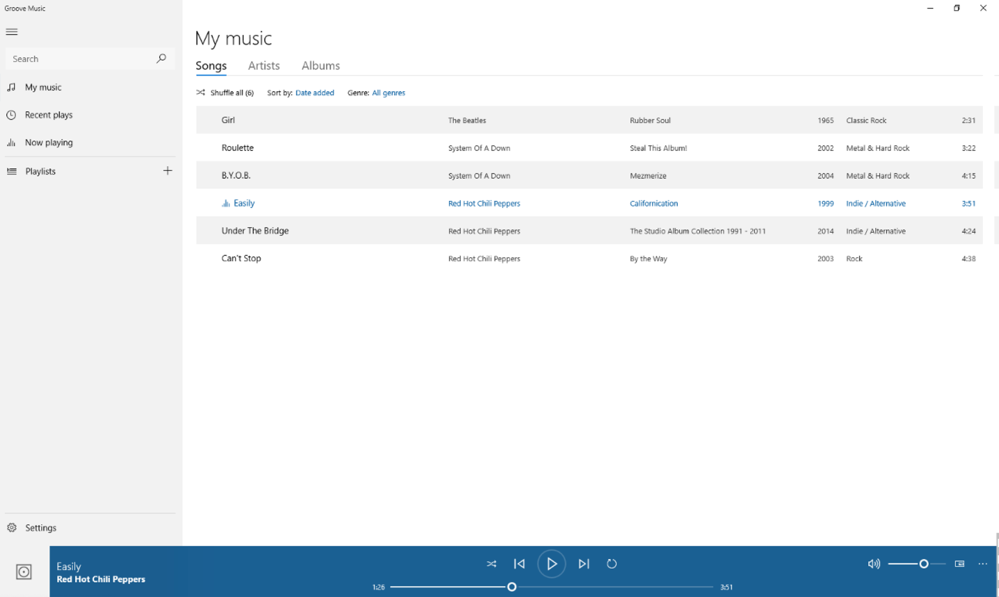 Groove Music
Search
My music
Recent plays
Now playing
Playlists
Settings
My music
Songs Artists Albums
Shuffle all (6) Sort by: Date added Genre: All genres
Girl The Beatles Rubber Soul 1965 Classic Rock 2:31
Roulette System Of A Down Steal This Album! 2002 Metal & Hard Rock 3:22
B.Y.O.B. System Of A Down Mezmerize 2004 Metal & Hard Rock 4:15
Easily Red Hot Chili Peppers Californication 1999 Indie / Alternative 3:51
Under The Bridge Red Hot Chili Peppers The Studio Album Collection 1991 - 2011 2014 Indie / Alternative 4:24
Can't Stop Red Hot Chili Peppers By the Way 2003 Rock 4:38
Easily
Red Hot Chili Peppers
1:26 3:51